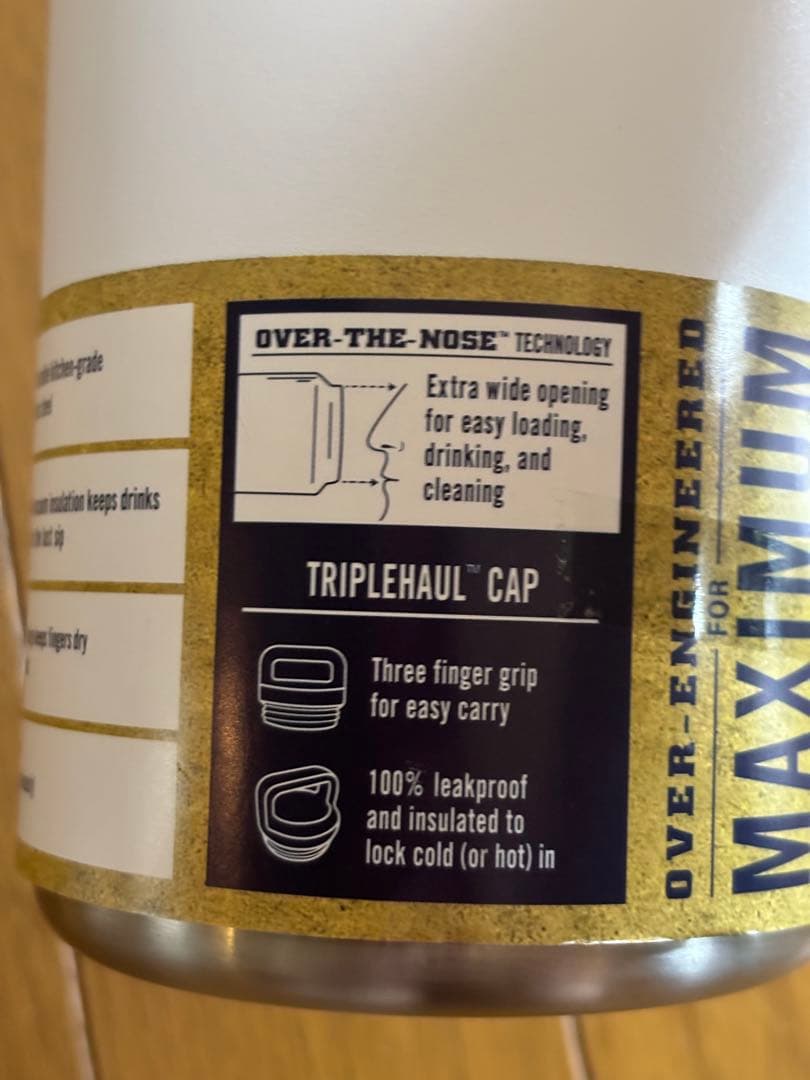 kitchen-grade
insulation keeps drinks
the last sip
keeps fingers dry
OVER-THE-NOSE™ TECHNOLOGY
Extra wide opening
for easy loading,
drinking, and
cleaning
TRIPLEHAUL™ CAP
Three finger grip
for easy carry
100% leakproof
and insulated to
lock cold (or hot) in
OVER-ENGINEERED
FOR
MAXIMUM